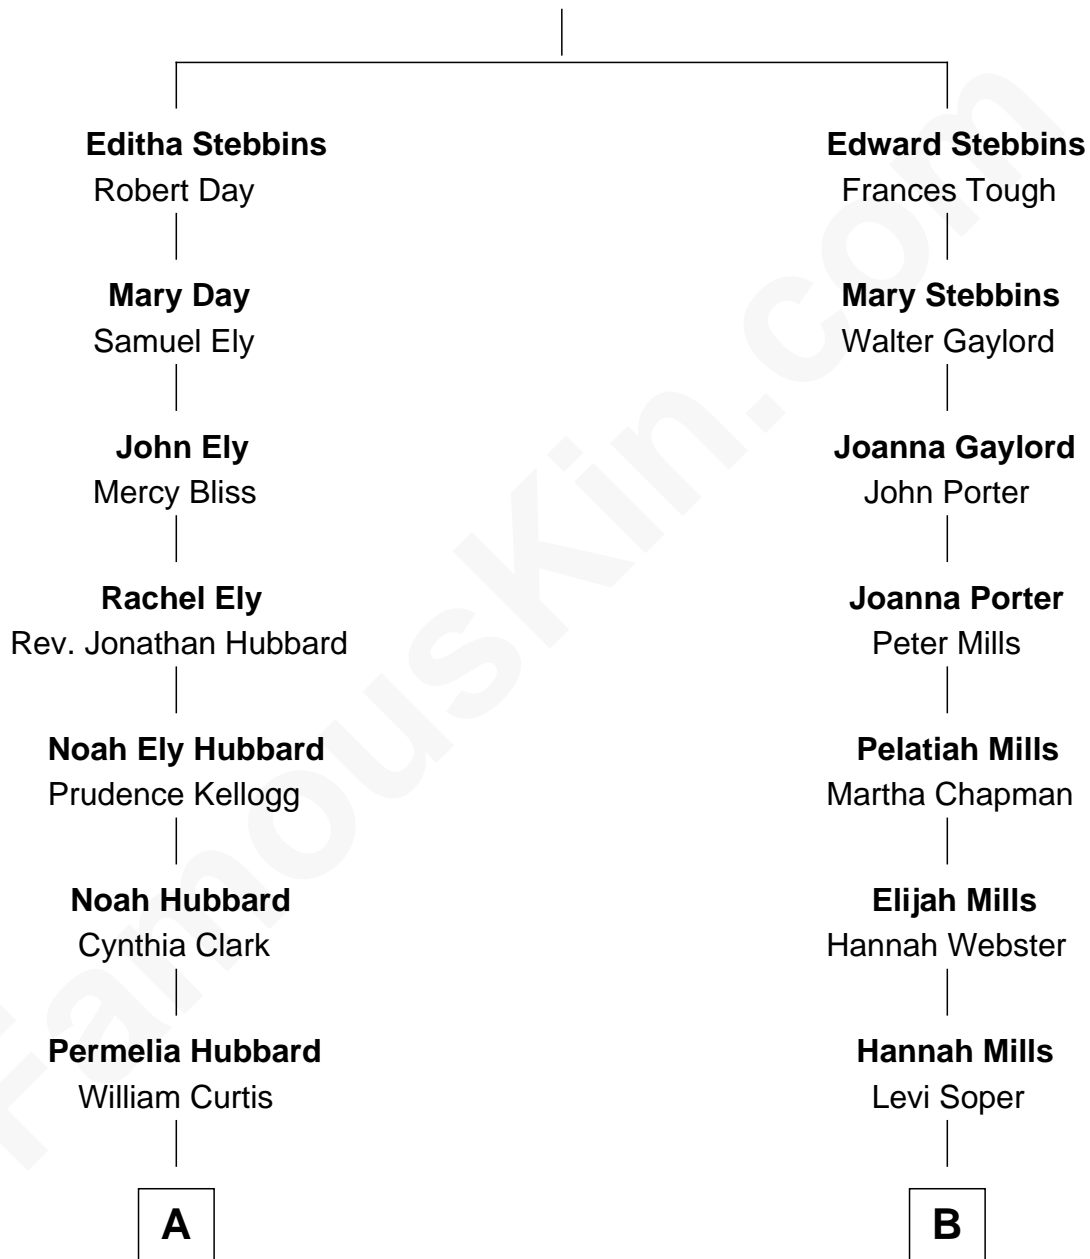 Editha Stebbins
Robert Day
Mary Day
Samuel Ely
John Ely
Mercy Bliss
Rachel Ely
Rev. Jonathan Hubbard
Noah Ely Hubbard
Prudence Kellogg
Noah Hubbard
Cynthia Clark
Permelia Hubbard
William Curtis
A
Edward Stebbins
Frances Tough
Mary Stebbins
Walter Gaylord
Joanna Gaylord
John Porter
Joanna Porter
Peter Mills
Pelatiah Mills
Martha Chapman
Elijah Mills
Hannah Webster
Hannah Mills
Levi Soper
B
FamousKin.com